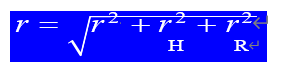 r = √(r² + r²_H + r²_R)